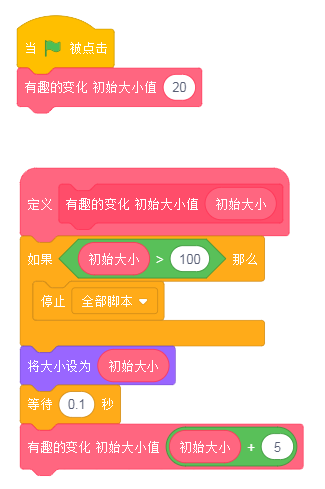 当 被点击
有趣的变化 初始大小值 20
定义 有趣的变化 初始大小值 初始大小
如果 初始大小 > 100 那么
停止 全部脚本
将大小设为 初始大小
等待 0.1 秒
有趣的变化 初始大小值 初始大小 + 5